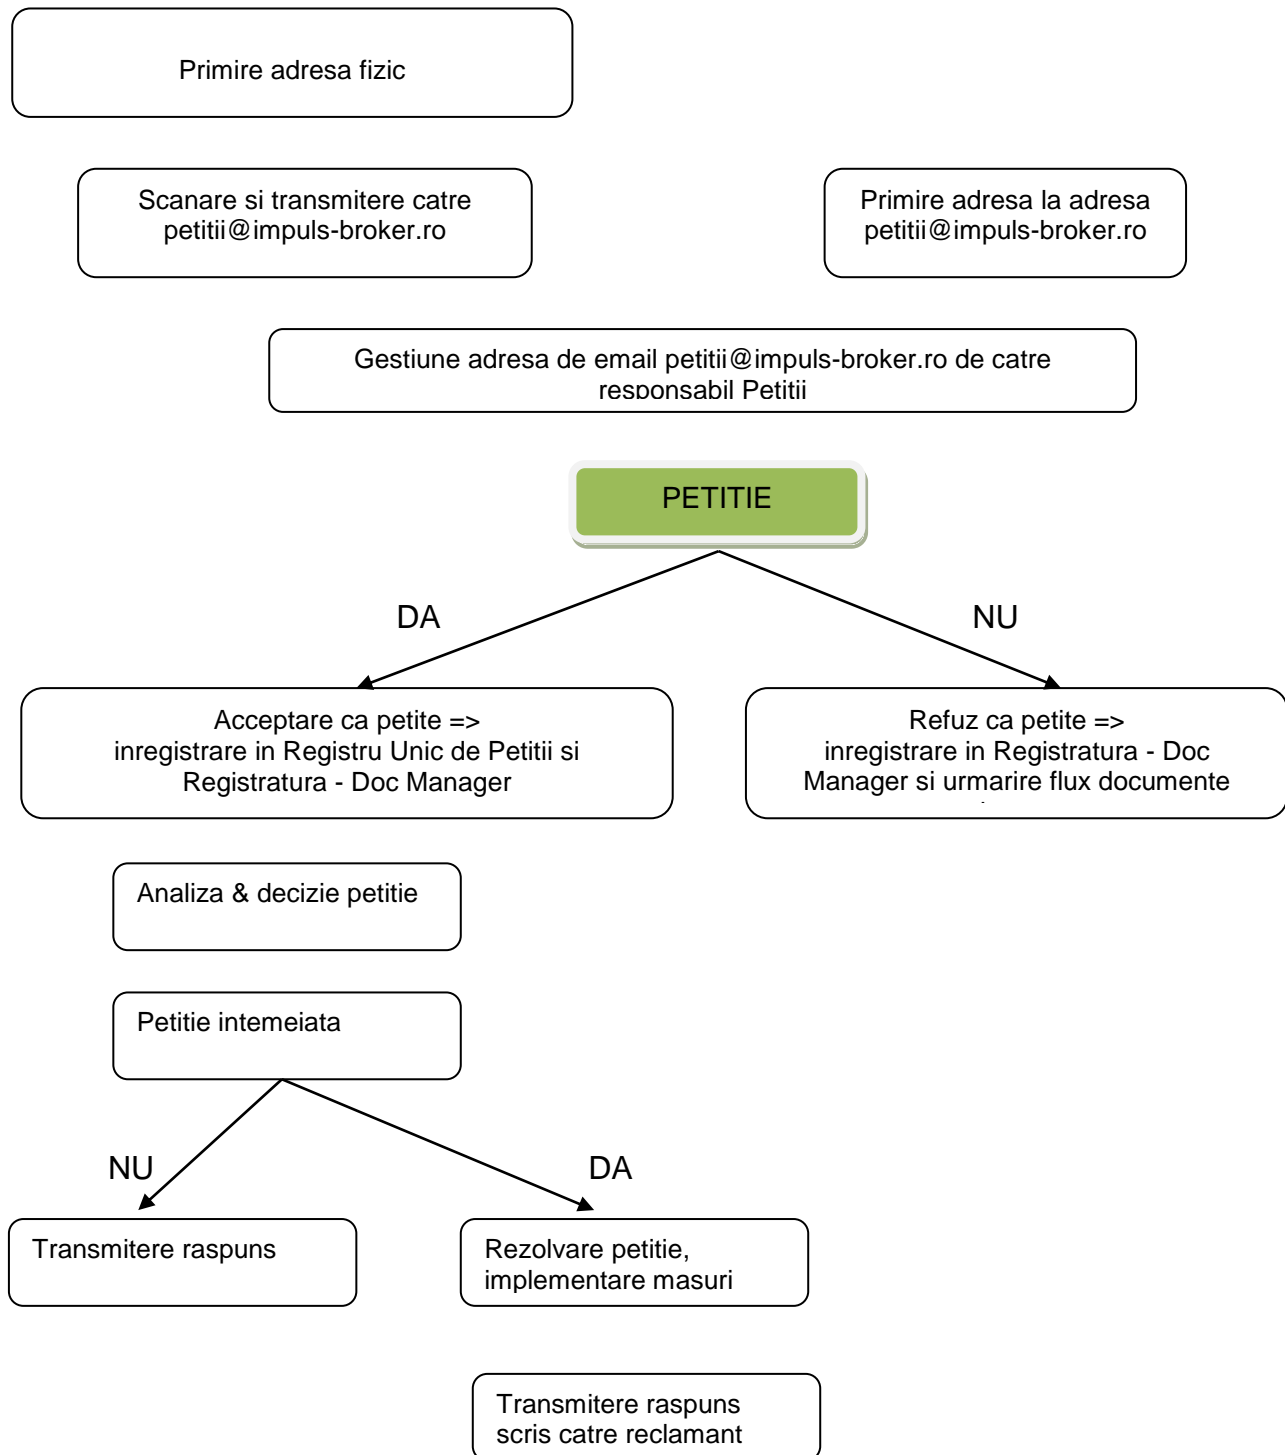 Primire adresa fizic
Scanare si transmitere catre
petitii@impuls-broker.ro
Primire adresa la adresa
petitii@impuls-broker.ro
Gestiune adresa de email petitii@impuls-broker.ro de catre
responsabil Petitii
PETITIE
DA
NU
Acceptare ca petite =>
inregistrare in Registru Unic de Petitii si
Registratura - Doc Manager
Refuz ca petite =>
inregistrare in Registratura - Doc
Manager si urmarire flux documente
Analiza & decizie petitie
Petitie intemeiata
NU
DA
Transmitere raspuns
Rezolvare petitie,
implementare masuri
Transmitere raspuns
scris catre reclamant